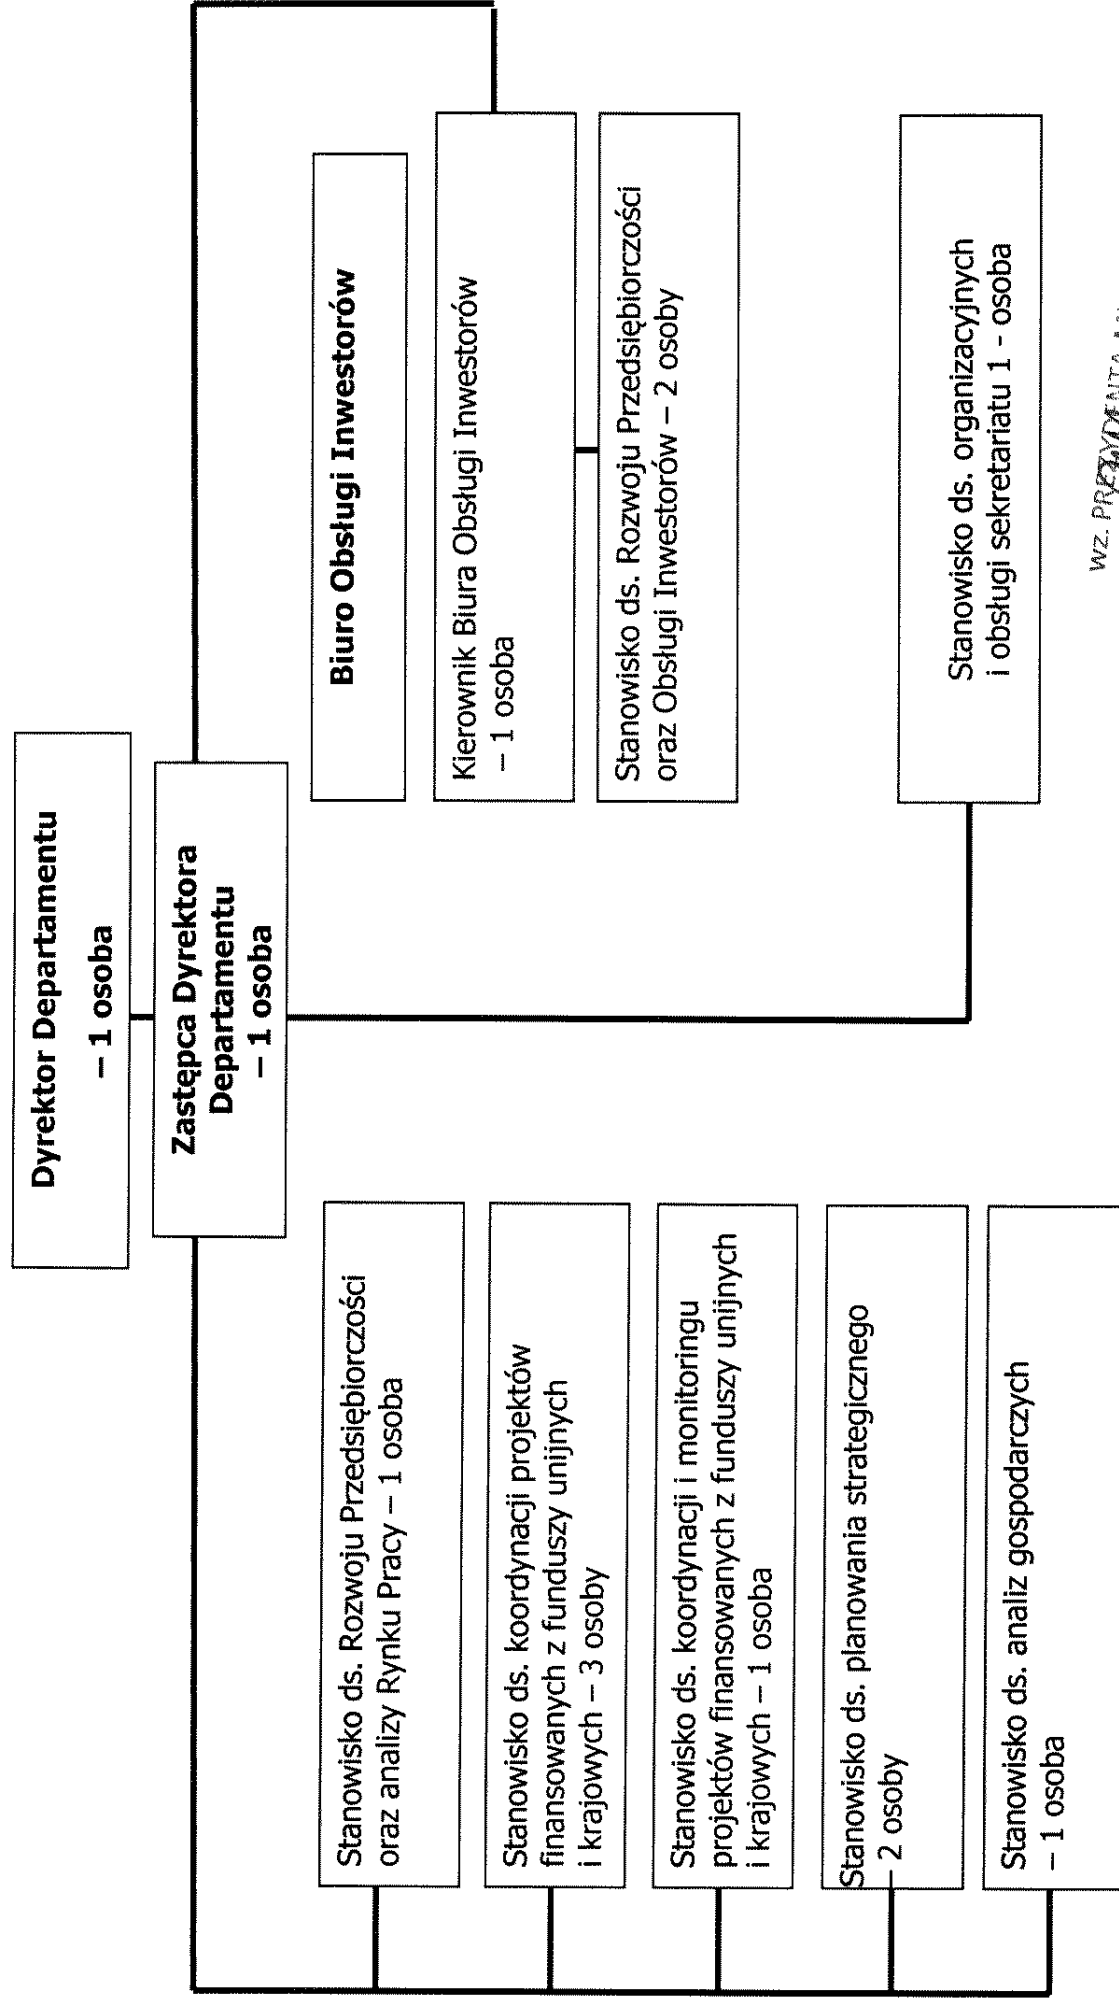 Dyrektor Departamentu
– 1 osoba
Zastępca Dyrektora
Departamentu
– 1 osoba
Stanowisko ds. Rozwoju Przedsiębiorczości
oraz analizy Rynku Pracy – 1 osoba
Stanowisko ds. koordynacji projektów
finansowanych z funduszy unijnych
i krajowych – 3 osoby
Stanowisko ds. koordynacji i monitoringu
projektów finansowanych z funduszy unijnych
i krajowych – 1 osoba
Stanowisko ds. planowania strategicznego
– 2 osoby
Stanowisko ds. analiz gospodarczych
– 1 osoba
Biuro Obsługi Inwestorów
Kierownik Biura Obsługi Inwestorów
– 1 osoba
Stanowisko ds. Rozwoju Przedsiębiorczości
oraz Obsługi Inwestorów – 2 osoby
Stanowisko ds. organizacyjnych
i obsługi sekretariatu 1 - osoba
wz. PREZYDENTA